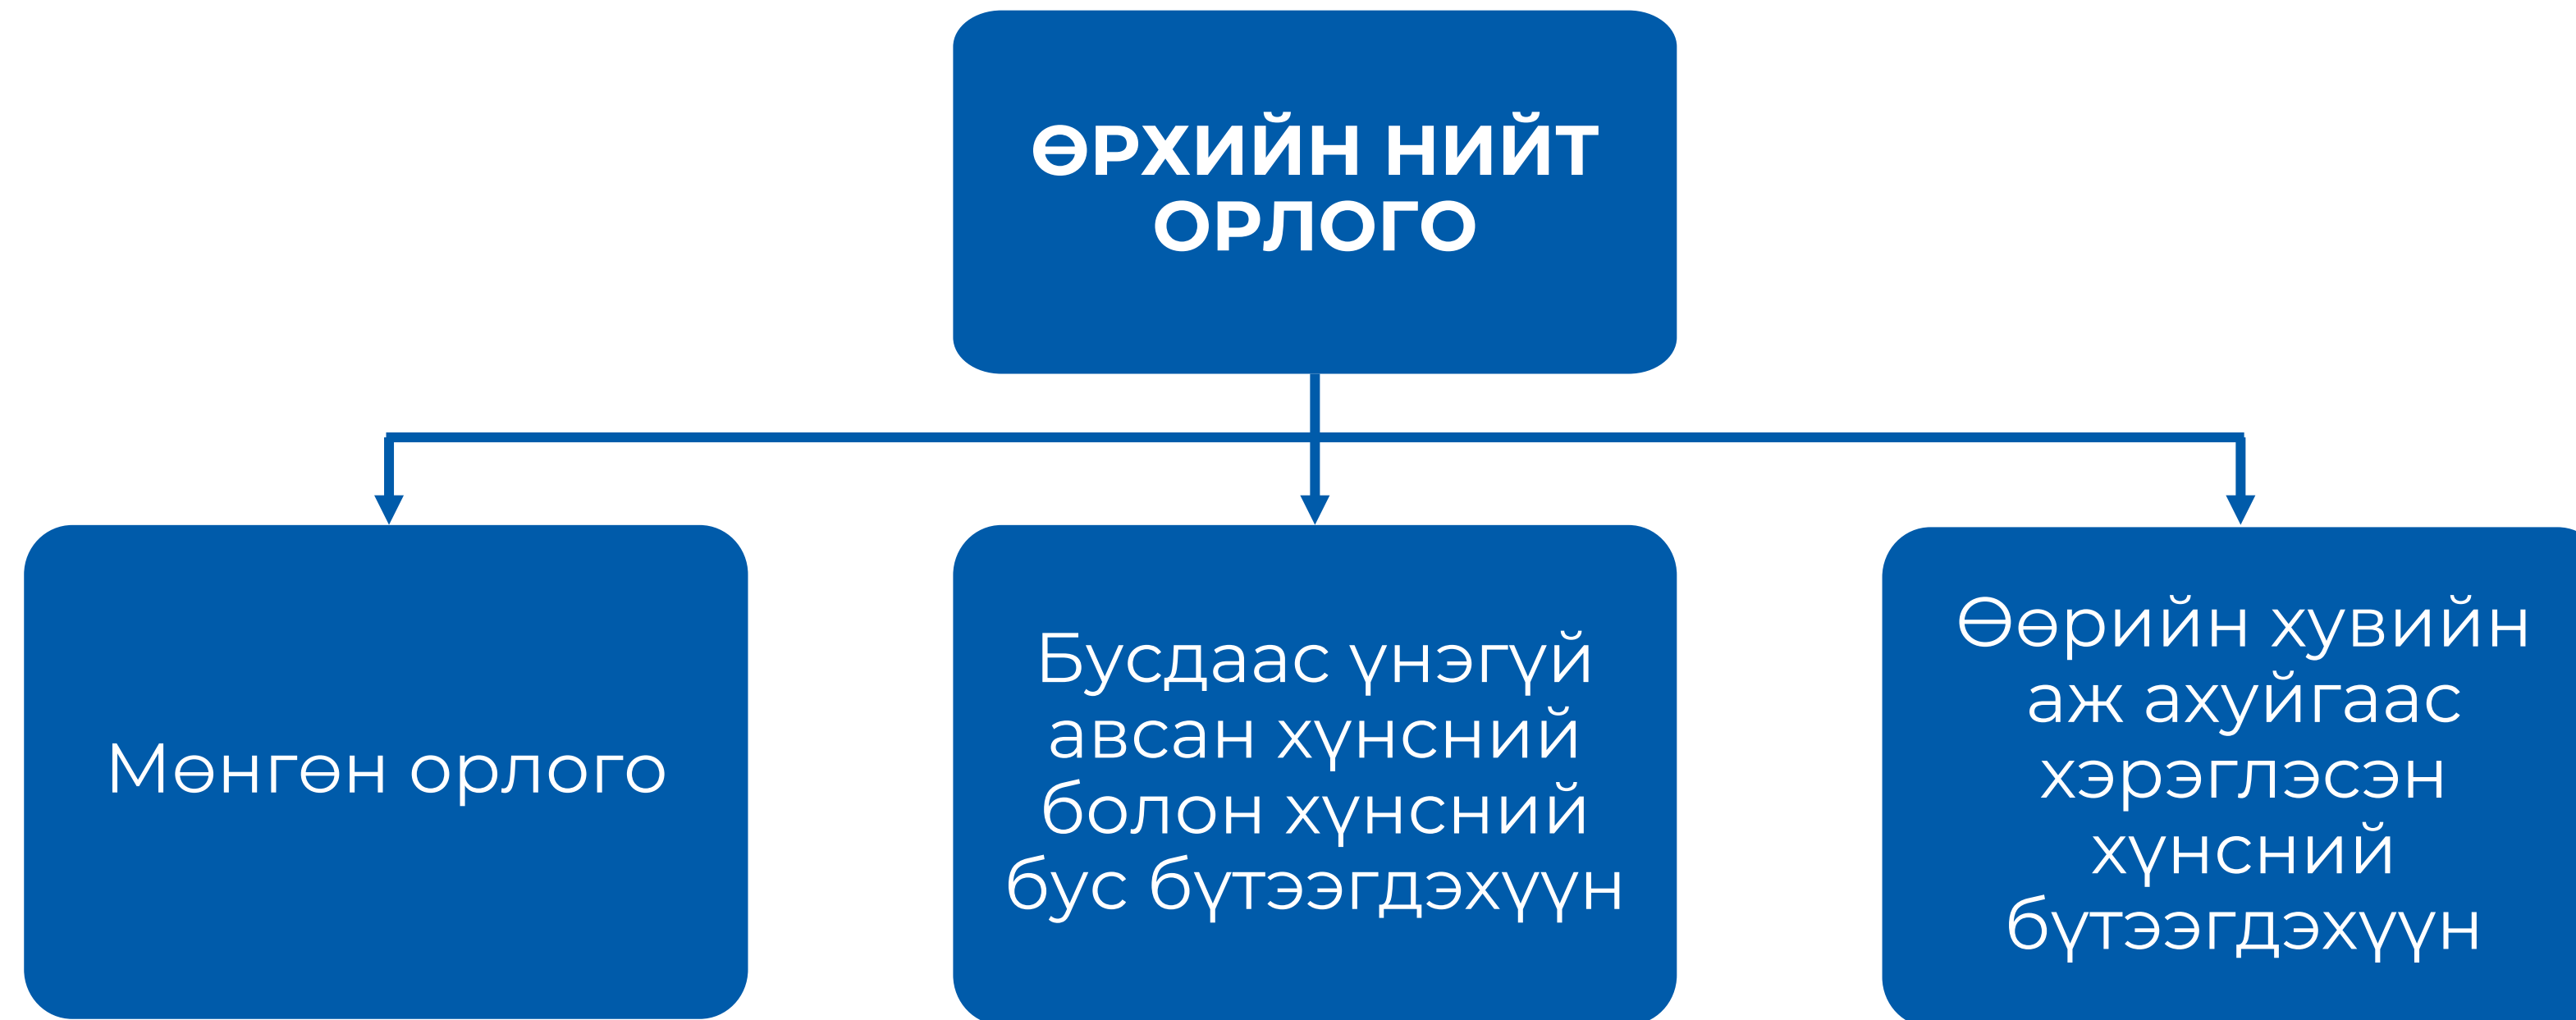 ӨРХИЙН НИЙТ
ОРЛОГО
Мөнгөн орлого
Бусдаас үнэгүй
авсан хүнсний
болон хүнсний
бус бүтээгдэхүүн
Өөрийн хувийн
аж ахуйгаас
хэрэглэсэн
хүнсний
бүтээгдэхүүн